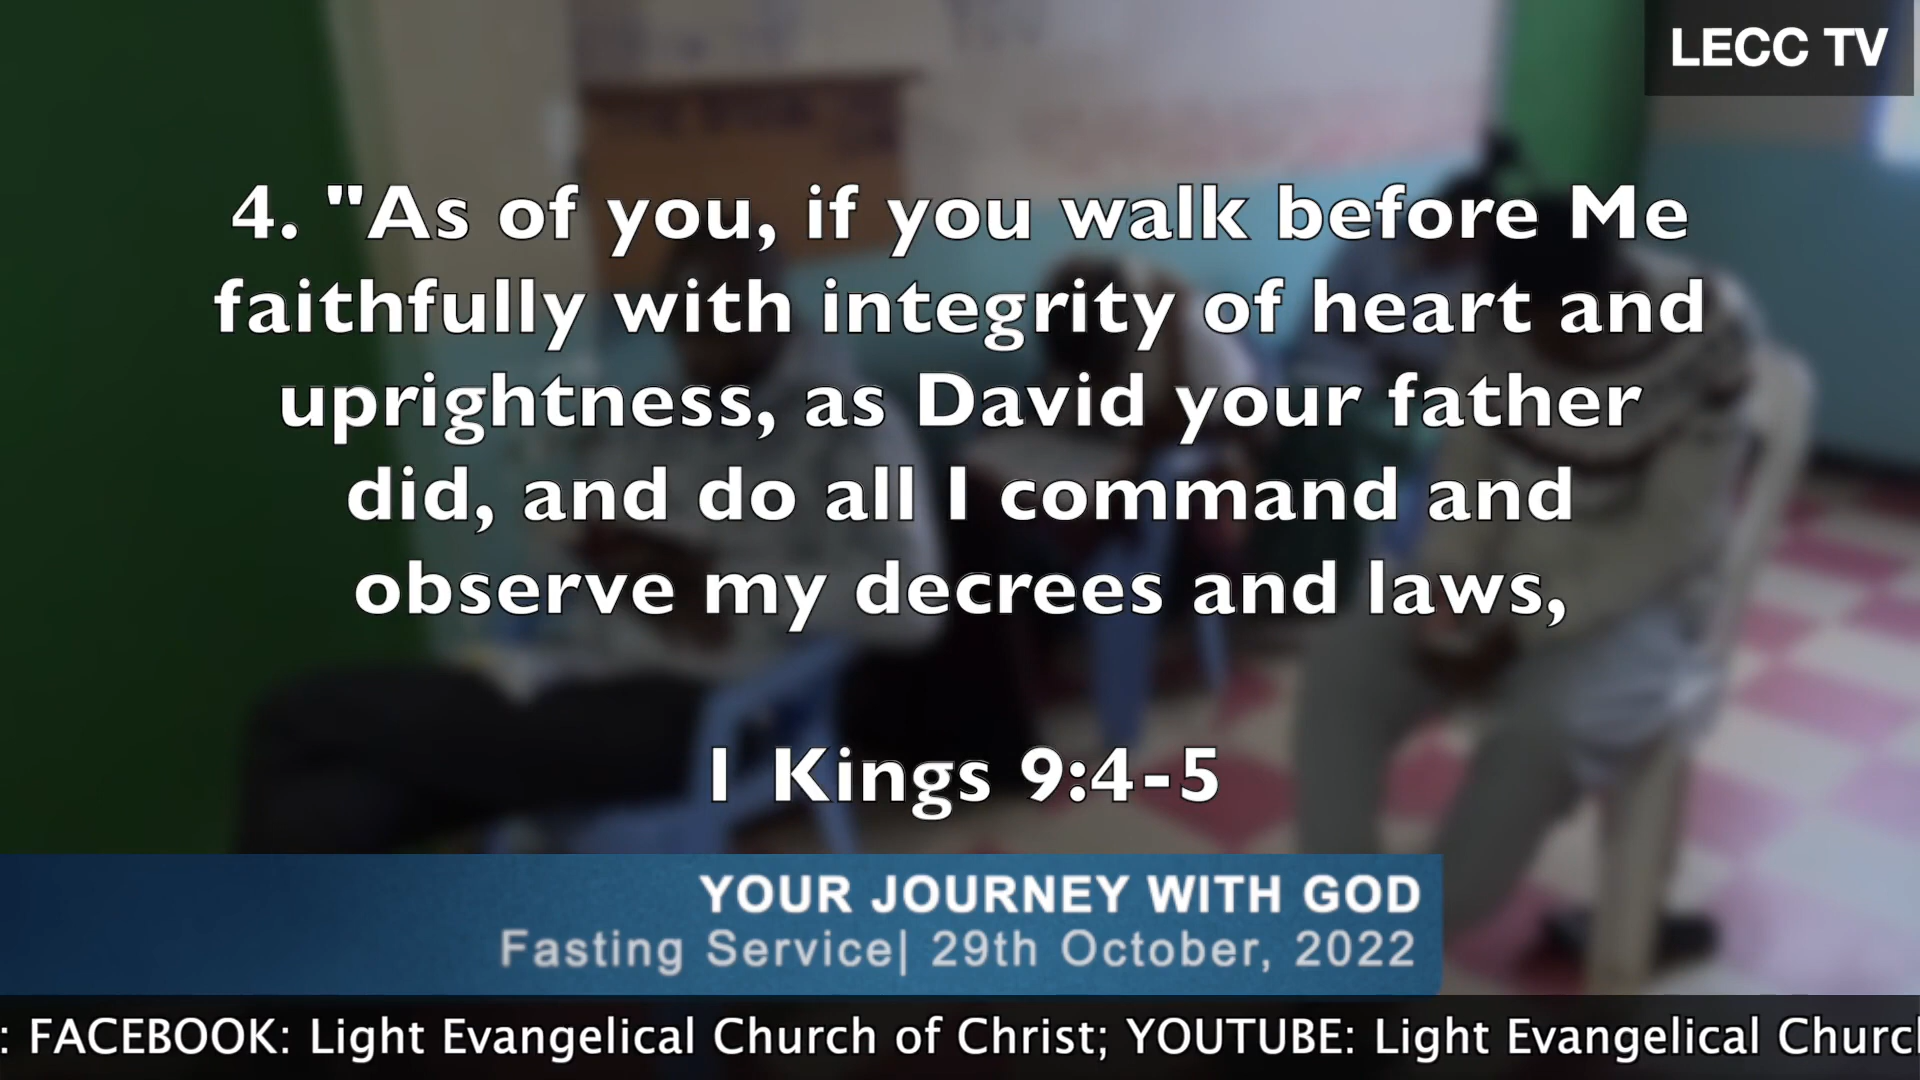 LECC TV
4. "As of you, if you walk before Me
faithfully with integrity of heart and
uprightness, as David your father
did, and do all I command and
observe my decrees and laws,
1 Kings 9:4-5
YOUR JOURNEY WITH GOD
Fasting Service| 29th October, 2022
: FACEBOOK: Light Evangelical Church of Christ; YOUTUBE: Light Evangelical Church